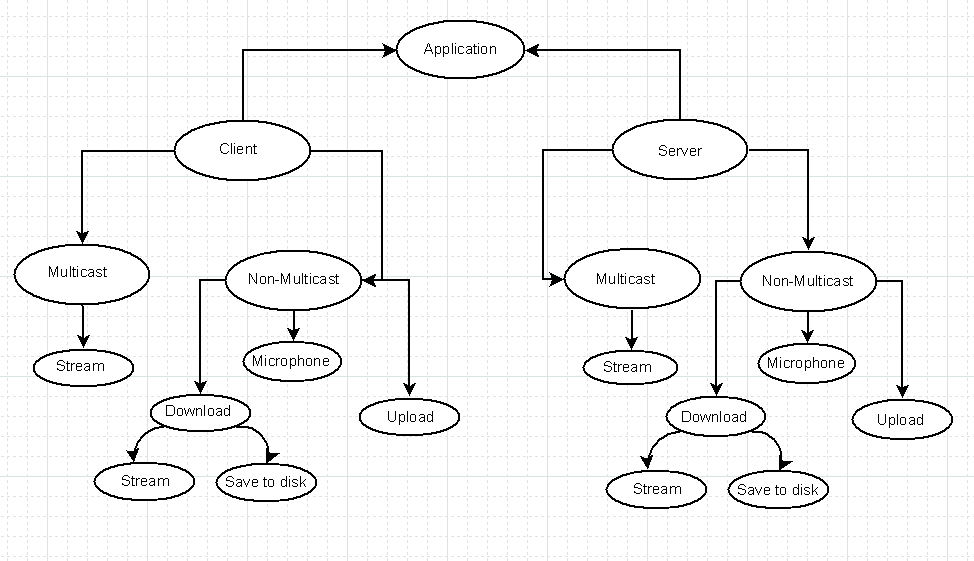 Application
Client
Server
Multicast
Non-Multicast
Multicast
Non-Multicast
Stream
Microphone
Stream
Microphone
Download
Upload
Download
Upload
Stream
Save to disk
Stream
Save to disk